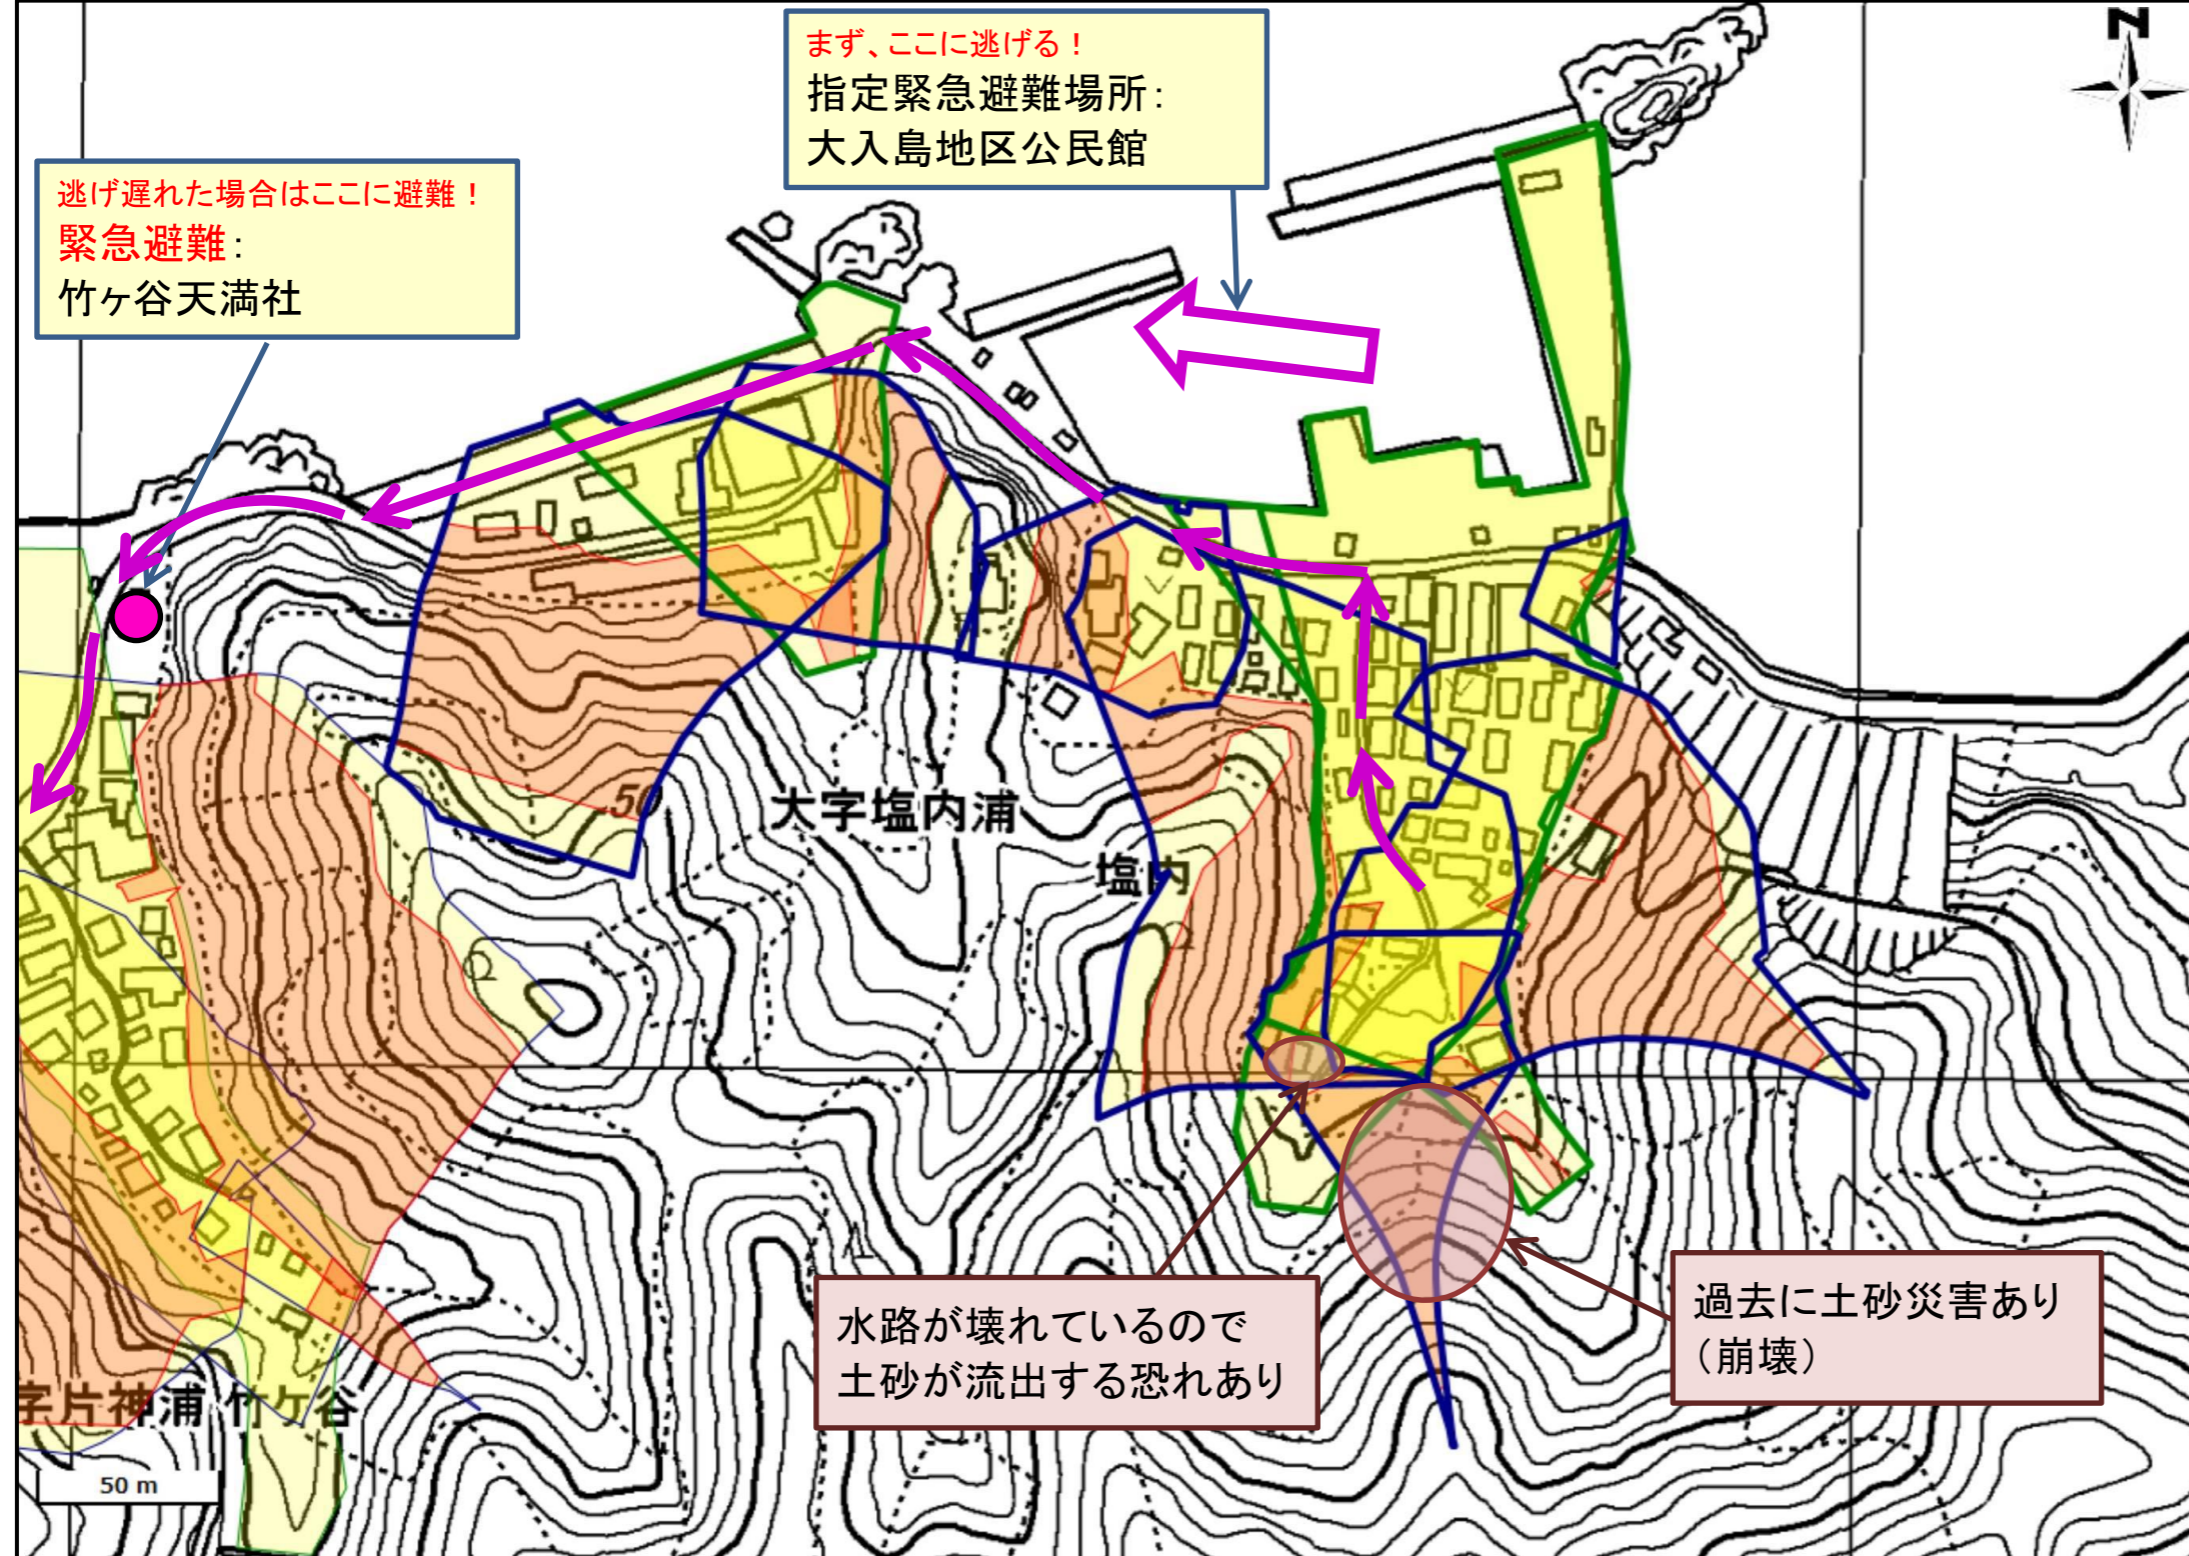 まず、ここに逃げる！
指定緊急避難場所：
大入島地区公民館
N
逃げ遅れた場合はここに避難！
緊急避難：
竹ヶ谷天満社
50
大字塩内浦
塩内
水路が壊れているので
土砂が流出する恐れあり
過去に土砂災害あり
（崩壊）
字片神浦 竹ケ谷
50 m